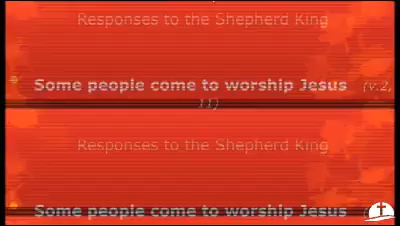 Responses to the Shepherd King
Some people come to worship Jesus (v.2,
11)
Responses to the Shepherd King
Some people come to worship Jesus